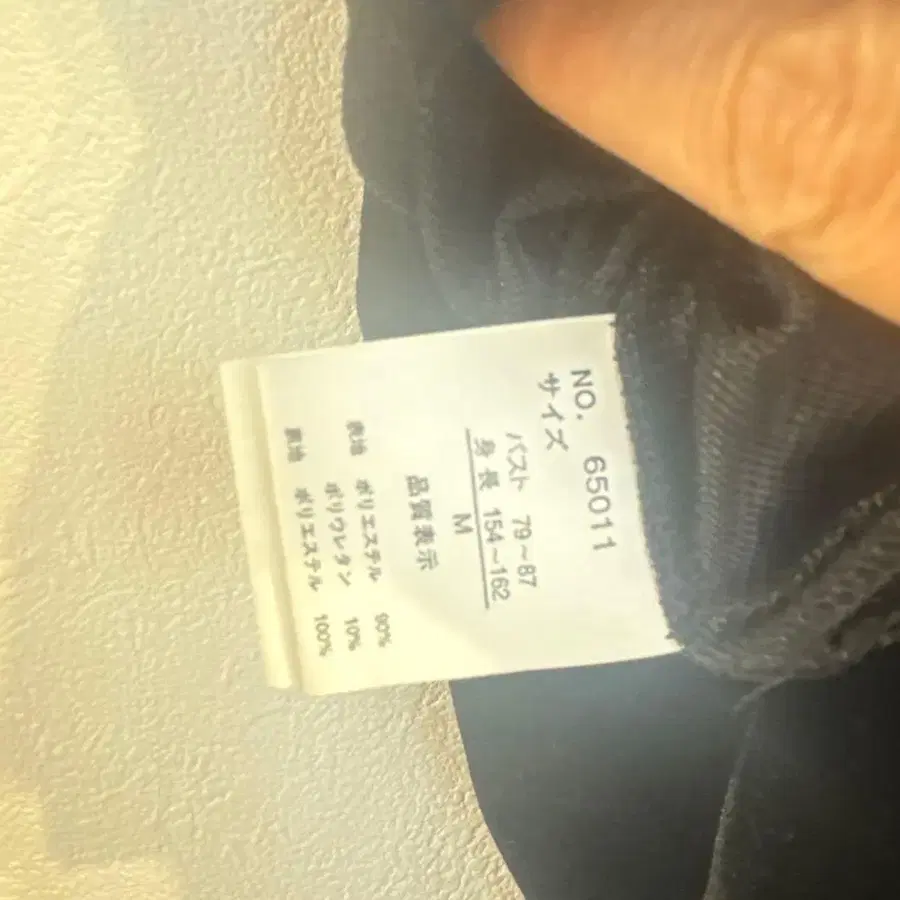 NO. 65011
サイズ
バスト 79~87
身長 154~162
M
品質表示
表地 ポリエステル 90%
ポリウレタン 10%
裏地 ポリエステル 100%